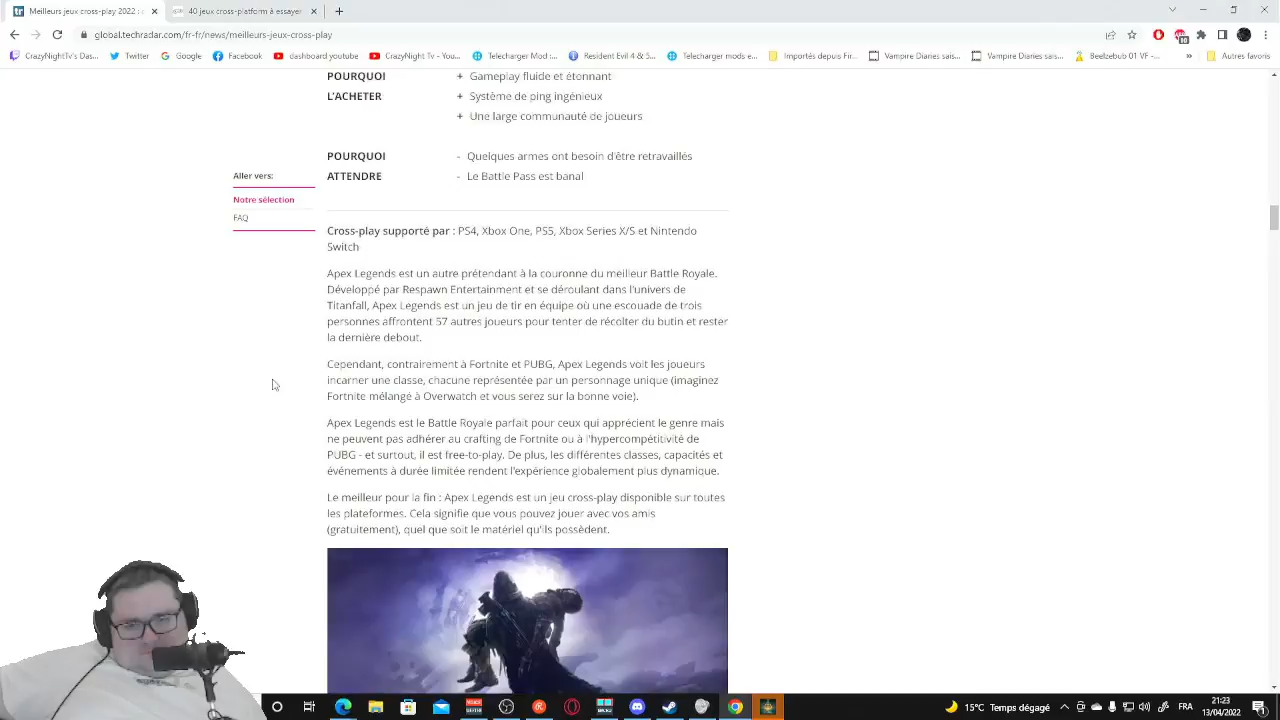 Meilleurs jeux cross-play 2022 :
40 jeux cross-platform à essayer
global.techradar.com/fr-fr/news/meilleurs-jeux-cross-play
CrazyNightTv's Das...
Twitter
Google
Facebook
dashboard youtube
CrazyNight Tv - You...
Telecharger Mod :...
Resident Evil 4 & 5...
Telecharger mods e...
Importés depuis Fir...
Vampire Diaries sais...
Vampire Diaries sais...
Beelzebub 01 VF -...
»
Autres favoris
POURQUOI + Gameplay fluide et étonnant
L'ACHETER + Système de ping ingénieux
+ Une large communauté de joueurs
POURQUOI - Quelques armes ont besoin d'être retravaillés
ATTENDRE - Le Battle Pass est banal
Aller vers:
Notre sélection
FAQ
Cross-play supporté par : PS4, Xbox One, PS5, Xbox Series X/S et Nintendo
Switch
Apex Legends est un autre prétendant à la couronne du meilleur Battle Royale.
Développé par Respawn Entertainment et se déroulant dans l'univers de
Titanfall, Apex Legends est un jeu de tir en équipe où une escouade de trois
personnes affrontent 57 autres joueurs pour tenter de récolter du butin et rester
la dernière debout.
Cependant, contrairement à Fortnite et PUBG, Apex Legends voit les joueurs
incarner une classe, chacune représentée par un personnage unique (imaginez
Fortnite mélangé à Overwatch et vous serez sur la bonne voie).
Apex Legends est le Battle Royale parfait pour ceux qui apprécient le genre mais
ne peuvent pas adhérer au crafting de Fortnite ou à l'hypercompétitivité de
PUBG - et surtout, il est free-to-play. De plus, les différentes classes, capacités et
événements à durée limitée rendent l'expérience globalement plus dynamique.
Le meilleur pour la fin : Apex Legends est un jeu cross-play disponible sur toutes
les plateformes. Cela signifie que vous pouvez jouer avec vos amis
(gratuitement), quel que soit le matériel qu'ils possèdent.
15°C Temps dégagé
FRA
21:23
13/04/2022